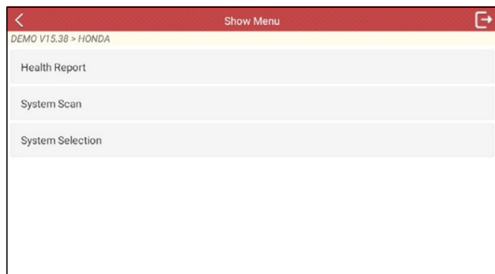 Show Menu
DEMO V15.38 > HONDA
Health Report
System Scan
System Selection